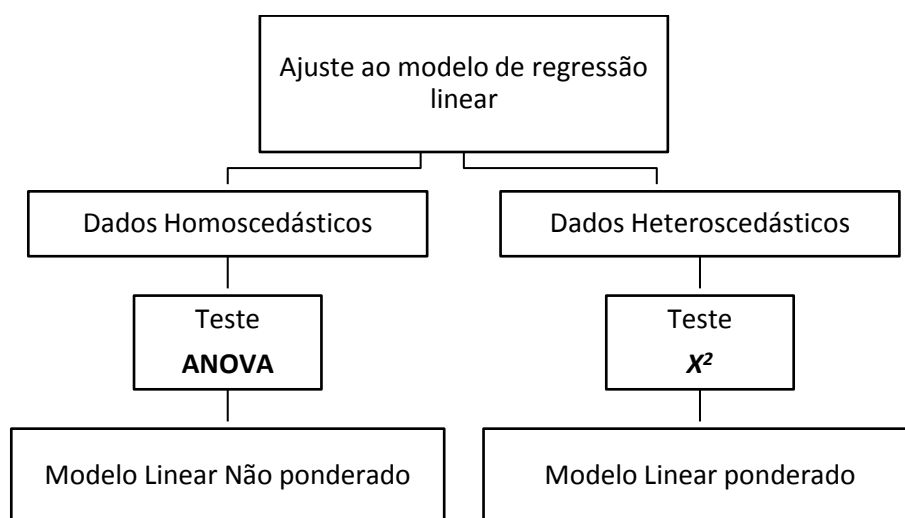 Ajuste ao modelo de regressão
linear
Dados Homoscedásticos
Dados Heteroscedásticos
Teste
ANOVA
Teste
X²
Modelo Linear Não ponderado
Modelo Linear ponderado